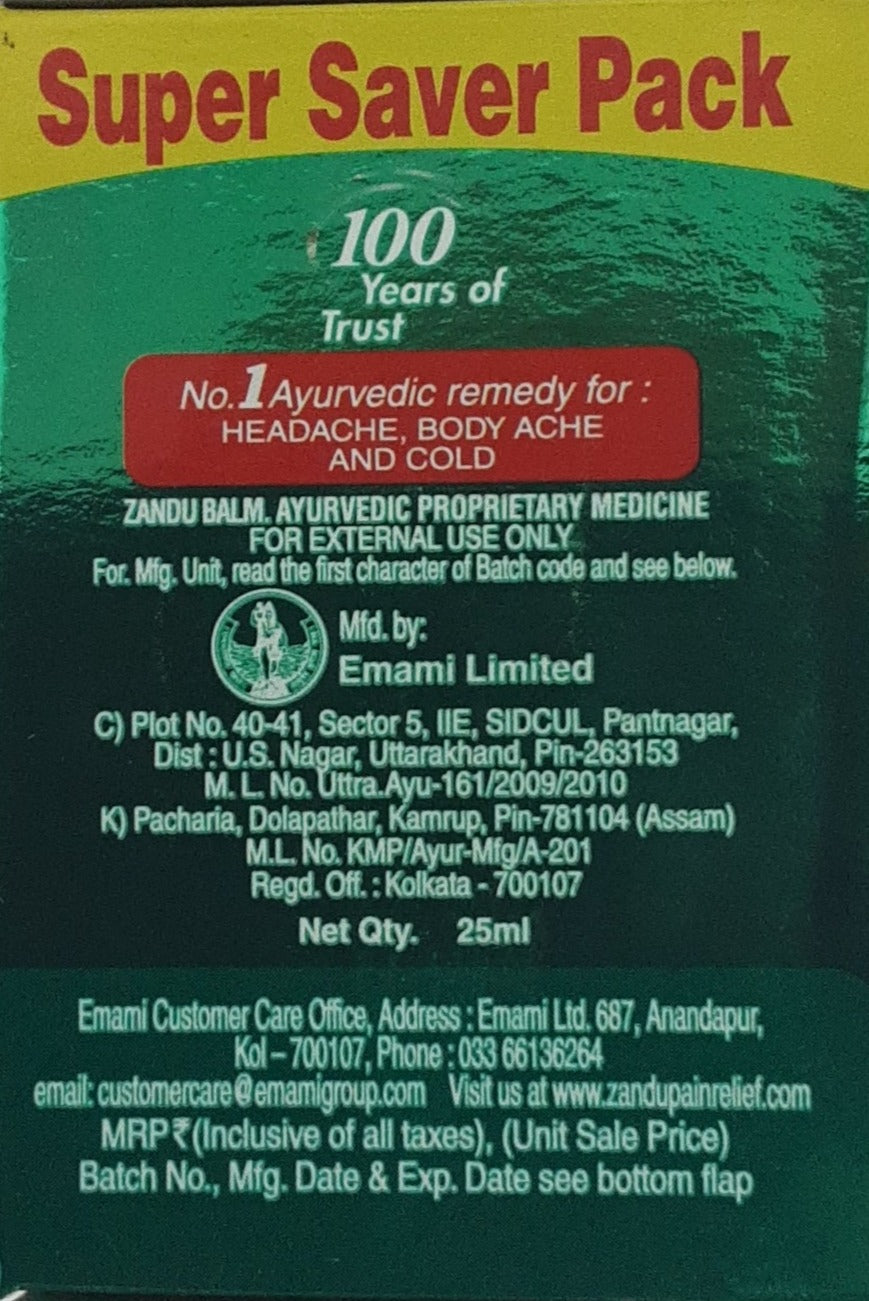 Super Saver Pack
100
Years of
Trust
No.1 Ayurvedic remedy for :
HEADACHE, BODY ACHE
AND COLD
ZANDU BALM. AYURVEDIC PROPRIETARY MEDICINE
FOR EXTERNAL USE ONLY
For. Mfg. Unit, read the first character of Batch code and see below.
Mfd. by:
Emami Limited
C) Plot No. 40-41, Sector 5, IIE, SIDCUL, Pantnagar,
Dist : U.S. Nagar, Uttarakhand, Pin-263153
M. L. No. Uttra.Ayu-161/2009/2010
K) Pacharia, Dolapathar, Kamrup, Pin-781104 (Assam)
M.L. No. KMP/Ayur-Mfg/A-201
Regd. Off. : Kolkata - 700107
Net Qty. 25ml
Emami Customer Care Office, Address : Emami Ltd. 687, Anandapur,
Kol – 700107, Phone : 033 66136264
email: customercare@emamigroup.com Visit us at www.zandupainrelief.com
MRP ₹ (Inclusive of all taxes), (Unit Sale Price)
Batch No., Mfg. Date & Exp. Date see bottom flap